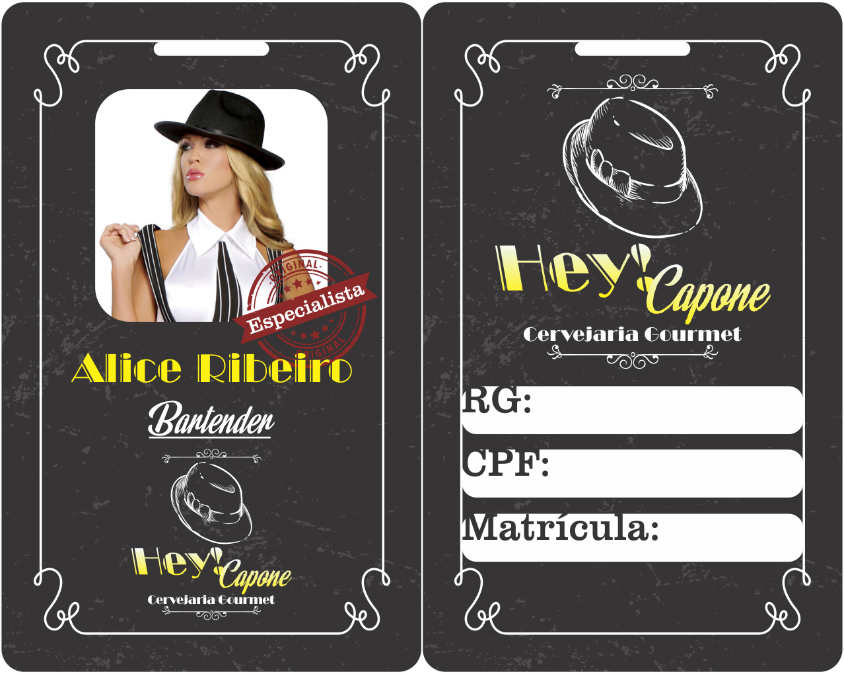 ORIGINAL
Especialista
ORIGINAL
Alice Ribeiro
Bartender
Hey!
Capone
Cervejaria Gourmet
Hey!
Capone
Cervejaria Gourmet
RG:
CPF:
Matrícula: